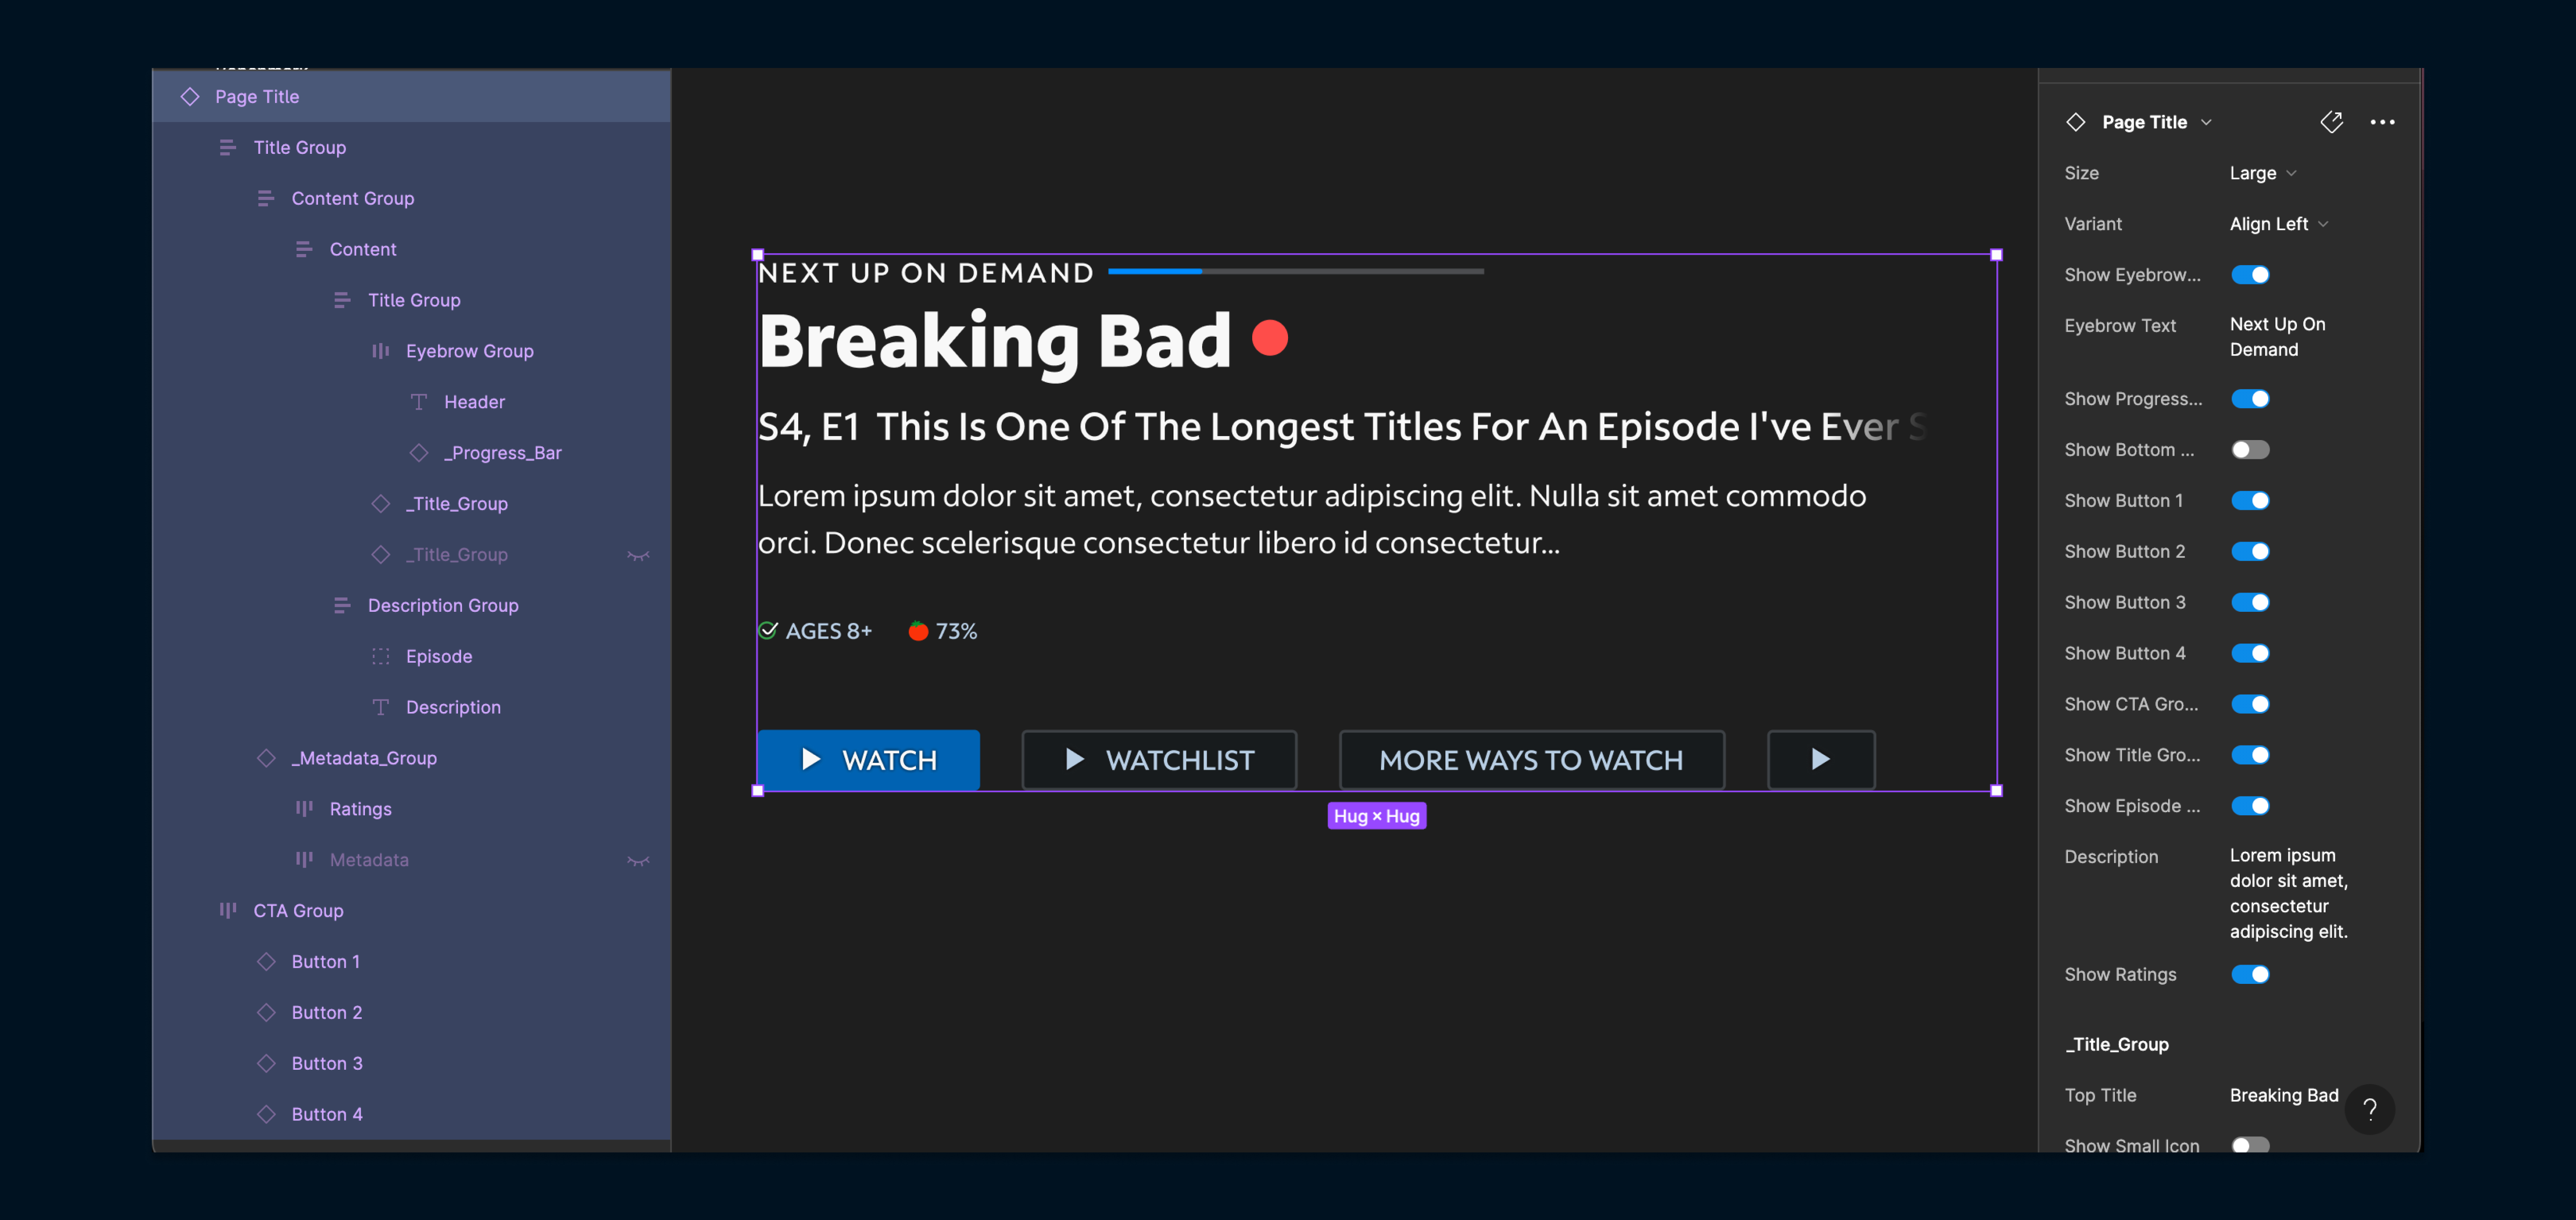 Page Title
Title Group
Content Group
Content
Title Group
Eyebrow Group
Header
_Progress_Bar
_Title_Group
_Title_Group
Description Group
Episode
Description
_Metadata_Group
Ratings
Metadata
CTA Group
Button 1
Button 2
Button 3
Button 4
NEXT UP ON DEMAND
Breaking Bad
S4, E1 This Is One Of The Longest Titles For An Episode I've Ever S
Lorem ipsum dolor sit amet, consectetur adipiscing elit. Nulla sit amet commodo
orci. Donec scelerisque consectetur libero id consectetur...
AGES 8+ 73%
WATCH WATCHLIST MORE WAYS TO WATCH
Hug × Hug
Page Title
Size Large
Variant Align Left
Show Eyebrow...
Eyebrow Text Next Up On
Demand
Show Progress...
Show Bottom ...
Show Button 1
Show Button 2
Show Button 3
Show Button 4
Show CTA Gro...
Show Title Gro...
Show Episode ...
Description Lorem ipsum
dolor sit amet,
consectetur
adipiscing elit.
Show Ratings
_Title_Group
Top Title Breaking Bad
?
Show Small Icon